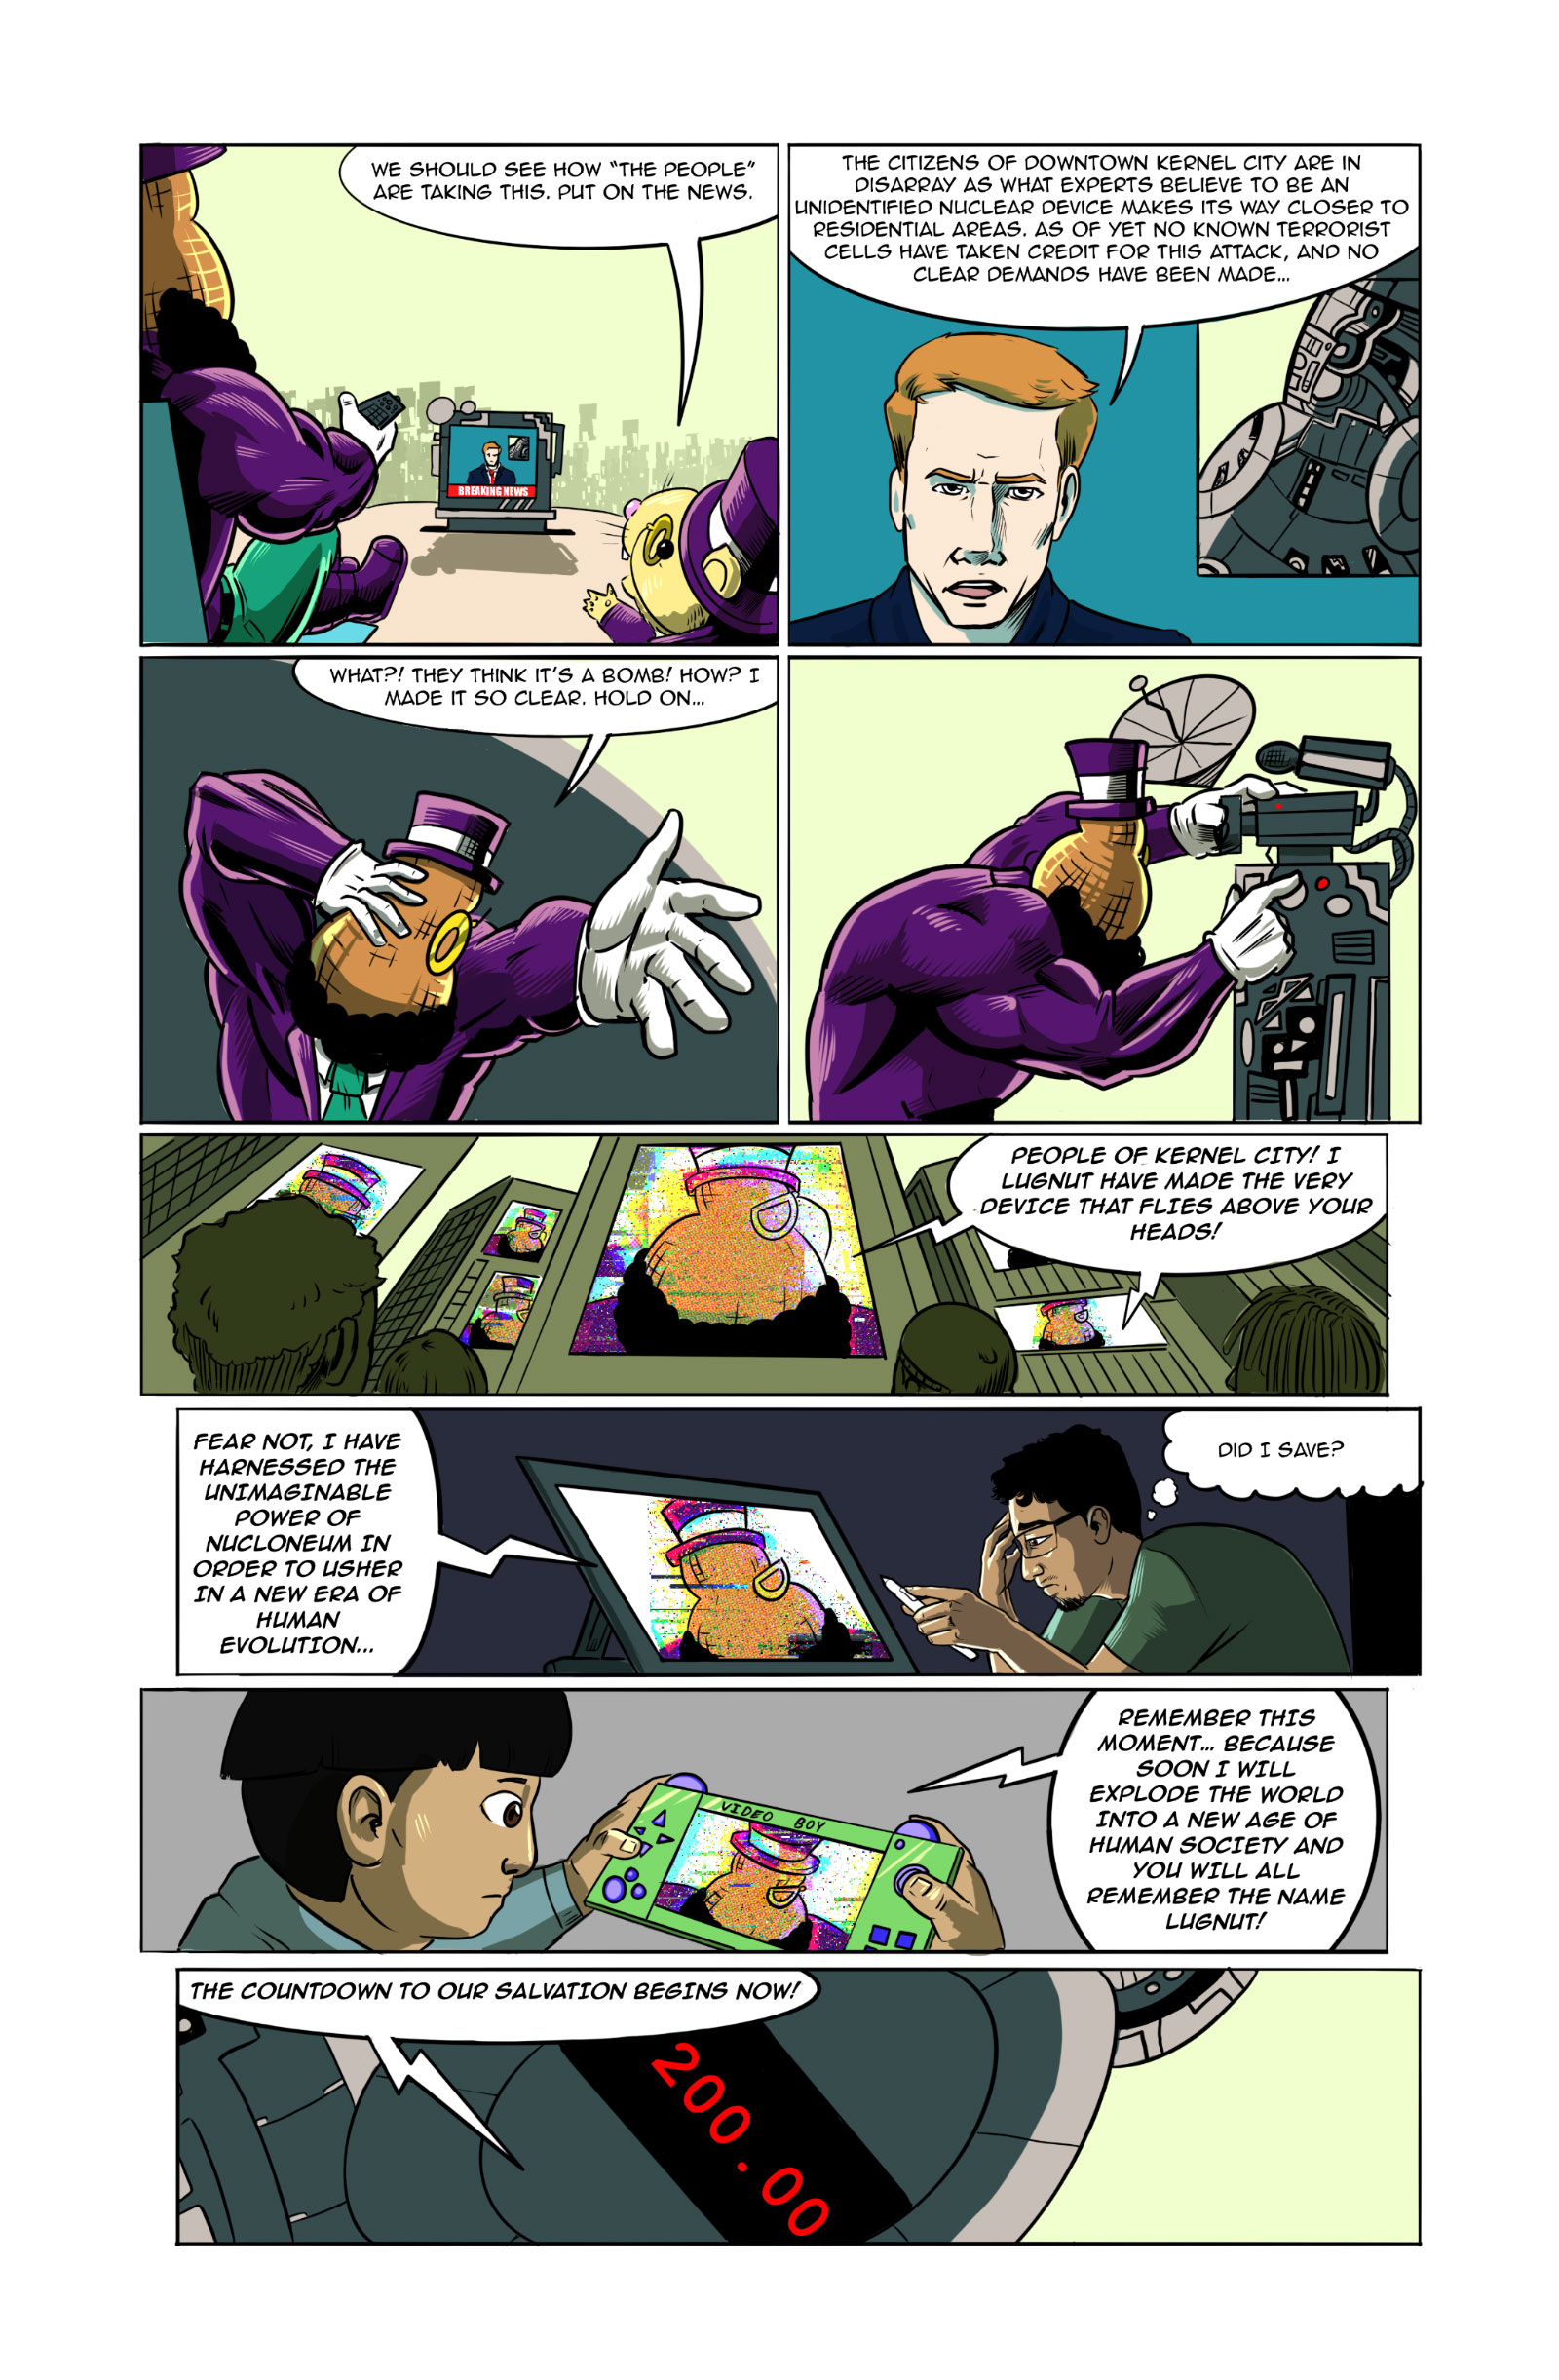 WE SHOULD SEE HOW "THE PEOPLE"
ARE TAKING THIS. PUT ON THE NEWS.
BREAKING NEWS
THE CITIZENS OF DOWNTOWN KERNEL CITY ARE IN
DISARRAY AS WHAT EXPERTS BELIEVE TO BE AN
UNIDENTIFIED NUCLEAR DEVICE MAKES ITS WAY CLOSER TO
RESIDENTIAL AREAS. AS OF YET NO KNOWN TERRORIST
CELLS HAVE TAKEN CREDIT FOR THIS ATTACK, AND NO
CLEAR DEMANDS HAVE BEEN MADE...
WHAT?! THEY THINK IT'S A BOMB! HOW? I
MADE IT SO CLEAR. HOLD ON...
PEOPLE OF KERNEL CITY! I
LUGNUT HAVE MADE THE VERY
DEVICE THAT FLIES ABOVE YOUR
HEADS!
FEAR NOT, I HAVE
HARNESSED THE
UNIMAGINABLE
POWER OF
NUCLONEUM IN
ORDER TO USHER
IN A NEW ERA OF
HUMAN
EVOLUTION...
DID I SAVE?
VIDEO BOY
REMEMBER THIS
MOMENT... BECAUSE
SOON I WILL
EXPLODE THE WORLD
INTO A NEW AGE OF
HUMAN SOCIETY AND
YOU WILL ALL
REMEMBER THE NAME
LUGNUT!
THE COUNTDOWN TO OUR SALVATION BEGINS NOW!
200.00